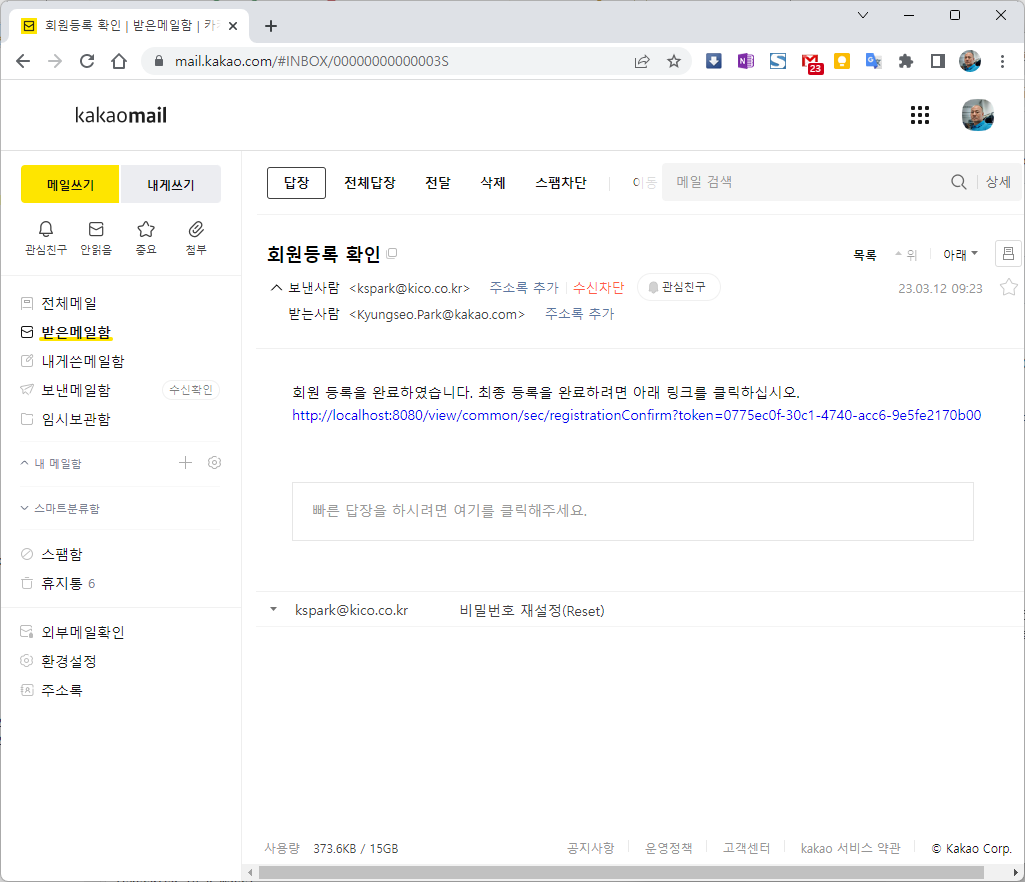 회원등록 확인 | 받은메일함 | 카
mail.kakao.com/#INBOX/00000000000003S
23
kakaomail
메일쓰기 내게쓰기
관심친구 안읽음 중요 첨부
전체메일
받은메일함
내게쓴메일함
보낸메일함 수신확인
임시보관함
내 메일함
스마트분류함
스팸함
휴지통 6
외부메일확인
환경설정
주소록
답장 전체답장 전달 삭제 스팸차단 이동 메일 검색 상세
회원등록 확인 목록 위 아래
보낸사람 <kspark@kico.co.kr> 주소록 추가 수신차단 관심친구 23.03.12 09:23
받는사람 <Kyungseo.Park@kakao.com> 주소록 추가
회원 등록을 완료하였습니다. 최종 등록을 완료하려면 아래 링크를 클릭하십시오.
http://localhost:8080/view/common/sec/registrationConfirm?token=0775ec0f-30c1-4740-acc6-9e5fe2170b00
빠른 답장을 하시려면 여기를 클릭해주세요.
kspark@kico.co.kr 비밀번호 재설정(Reset)
사용량 373.6KB / 15GB 공지사항 운영정책 고객센터 kakao 서비스 약관 © Kakao Corp.